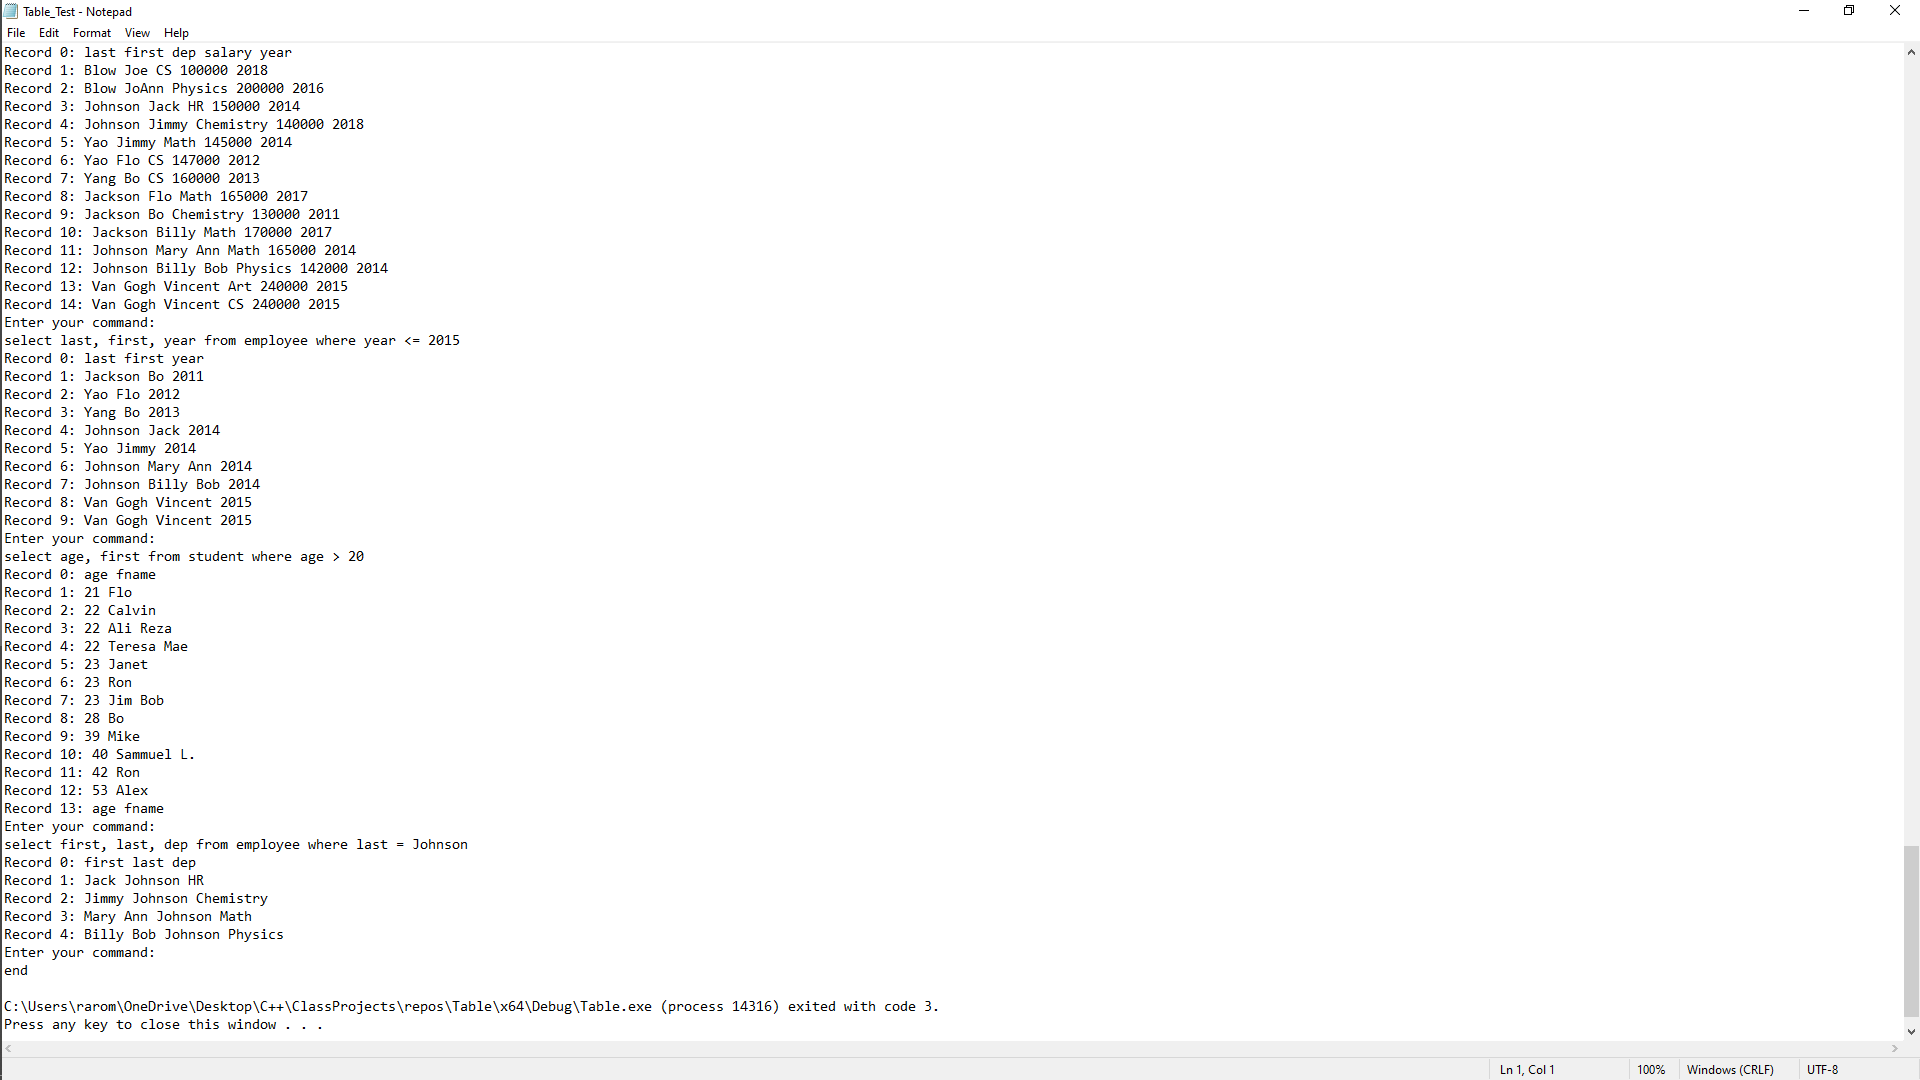 Table_Test - Notepad
File Edit Format View Help
Record 0: last first dep salary year
Record 1: Blow Joe CS 100000 2018
Record 2: Blow JoAnn Physics 200000 2016
Record 3: Johnson Jack HR 150000 2014
Record 4: Johnson Jimmy Chemistry 140000 2018
Record 5: Yao Jimmy Math 145000 2014
Record 6: Yao Flo CS 147000 2012
Record 7: Yang Bo CS 160000 2013
Record 8: Jackson Flo Math 165000 2017
Record 9: Jackson Bo Chemistry 130000 2011
Record 10: Jackson Billy Math 170000 2017
Record 11: Johnson Mary Ann Math 165000 2014
Record 12: Johnson Billy Bob Physics 142000 2014
Record 13: Van Gogh Vincent Art 240000 2015
Record 14: Van Gogh Vincent CS 240000 2015
Enter your command:
select last, first, year from employee where year <= 2015
Record 0: last first year
Record 1: Jackson Bo 2011
Record 2: Yao Flo 2012
Record 3: Yang Bo 2013
Record 4: Johnson Jack 2014
Record 5: Yao Jimmy 2014
Record 6: Johnson Mary Ann 2014
Record 7: Johnson Billy Bob 2014
Record 8: Van Gogh Vincent 2015
Record 9: Van Gogh Vincent 2015
Enter your command:
select age, first from student where age > 20
Record 0: age fname
Record 1: 21 Flo
Record 2: 22 Calvin
Record 3: 22 Ali Reza
Record 4: 22 Teresa Mae
Record 5: 23 Janet
Record 6: 23 Ron
Record 7: 23 Jim Bob
Record 8: 28 Bo
Record 9: 39 Mike
Record 10: 40 Sammuel L.
Record 11: 42 Ron
Record 12: 53 Alex
Record 13: age fname
Enter your command:
select first, last, dep from employee where last = Johnson
Record 0: first last dep
Record 1: Jack Johnson HR
Record 2: Jimmy Johnson Chemistry
Record 3: Mary Ann Johnson Math
Record 4: Billy Bob Johnson Physics
Enter your command:
end
C:\Users\rarom\OneDrive\Desktop\C++\ClassProjects\repos\Table\x64\Debug\Table.exe (process 14316) exited with code 3.
Press any key to close this window . . .
Ln 1, Col 1 100% Windows (CRLF) UTF-8